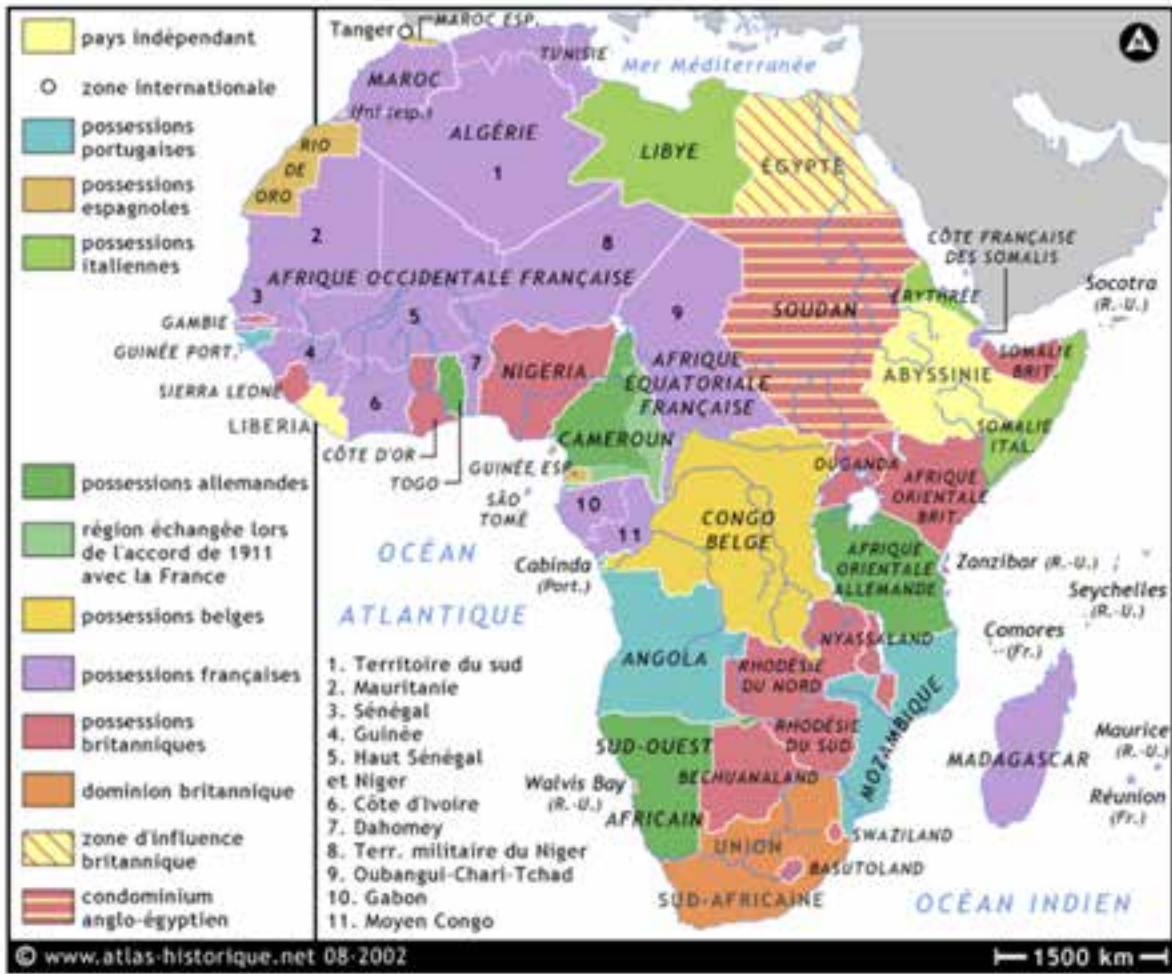 pays indépendant
zone internationale
possessions
portugaises
possessions
espagnoles
possessions
italiennes
possessions allemandes
région échangée lors
de l'accord de 1911
avec la France
possessions belges
possessions françaises
possessions
britanniques
dominion britannique
zone d'influence
britannique
condominium
anglo-égyptien
Tanger
MAROC ESP.
MAROC
Ifni (esp.)
TUNISIE
Mer Méditerranée
ALGÉRIE
1
LIBYE
ÉGYPTE
RIO
DE
ORO
2
8
AFRIQUE OCCIDENTALE FRANÇAISE
3
5
9
GAMBIE
GUINÉE PORT.
4
SIERRA LEONE
LIBERIA
6
7
CÔTE D'OR
TOGO
NIGERIA
AFRIQUE
ÉQUATORIALE
FRANÇAISE
CAMEROUN
SOUDAN
CÔTE FRANÇAISE
DES SOMALIS
ÉRYTHRÉE
Socotra
(R.-U.)
SOMALIE
BRIT.
ABYSSINIE
SOMALIE
ITAL.
GUINÉE ESP.
SÃO
TOMÉ
10
11
CONGO
BELGE
OUGANDA
AFRIQUE
ORIENTALE
BRIT.
Cabinda
(Port.)
AFRIQUE
ORIENTALE
ALLEMANDE
Zanzibar (R.-U.)
Seychelles
(R.-U.)
OCÉAN
ATLANTIQUE
ANGOLA
NYASSALAND
Comores
(Fr.)
RHODÉSIE
DU NORD
RHODÉSIE
DU SUD
MOZAMBIQUE
MADAGASCAR
Maurice
(R.-U.)
Réunion
(Fr.)
SUD-OUEST
AFRICAIN
Walvis Bay
(R.-U.)
BECHUANALAND
SWAZILAND
BASUTOLAND
UNION
SUD-AFRICAINE
OCÉAN INDIEN
1. Territoire du sud
2. Mauritanie
3. Sénégal
4. Guinée
5. Haut Sénégal
et Niger
6. Côte d'Ivoire
7. Dahomey
8. Terr. militaire du Niger
9. Oubangui-Chari-Tchad
10. Gabon
11. Moyen Congo
© www.atlas-historique.net 08-2002
1500 km